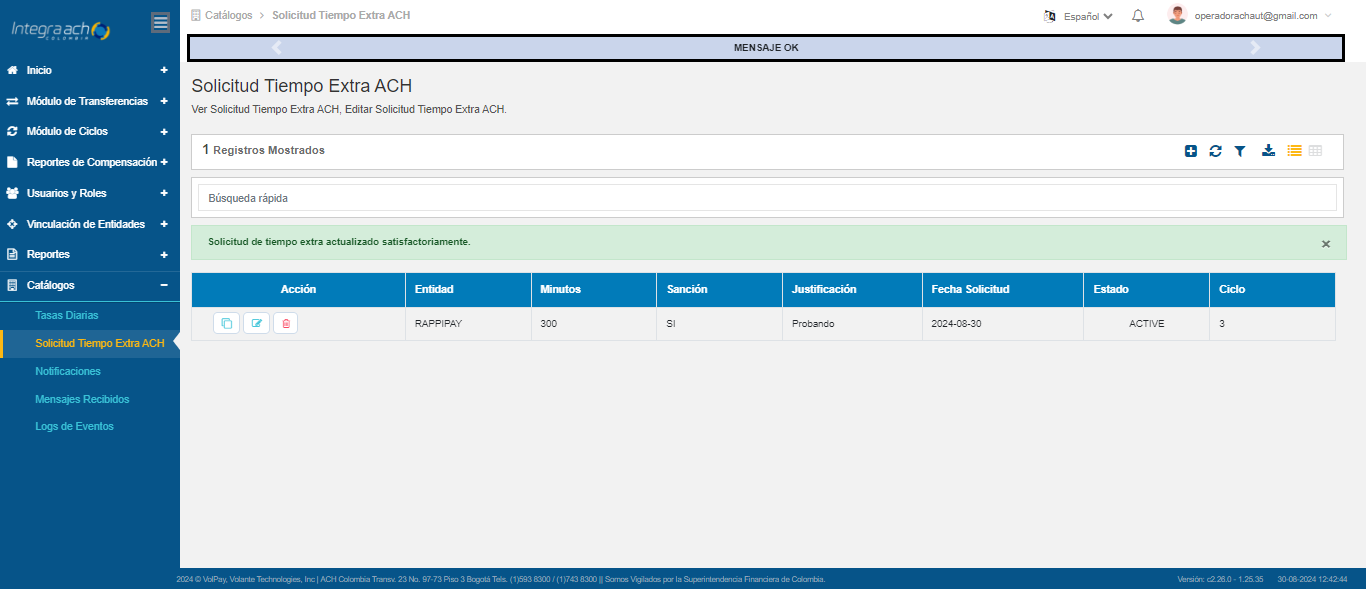 Integra ach
COLOMBIA
Catálogos > Solicitud Tiempo Extra ACH
Español
operadorachaut@gmail.com
MENSAJE OK
Inicio
Módulo de Transferencias
Módulo de Ciclos
Reportes de Compensación
Usuarios y Roles
Vinculación de Entidades
Reportes
Catálogos
Tasas Diarias
Solicitud Tiempo Extra ACH
Notificaciones
Mensajes Recibidos
Logs de Eventos
Solicitud Tiempo Extra ACH
Ver Solicitud Tiempo Extra ACH, Editar Solicitud Tiempo Extra ACH.
1 Registros Mostrados
Búsqueda rápida
Solicitud de tiempo extra actualizado satisfactoriamente.
Acción Entidad Minutos Sanción Justificación Fecha Solicitud Estado Ciclo
RAPPIPAY 300 SI Probando 2024-08-30 ACTIVE 3
2024 © VolPay, Volante Technologies, Inc | ACH Colombia Transv. 23 No. 97-73 Piso 3 Bogotá Tels. (1)593 8300 / (1)743 8300 || Somos Vigilados por la Superintendencia Financiera de Colombia.
Versión: c2.26.0 - 1.25.35 30-08-2024 12:42:44